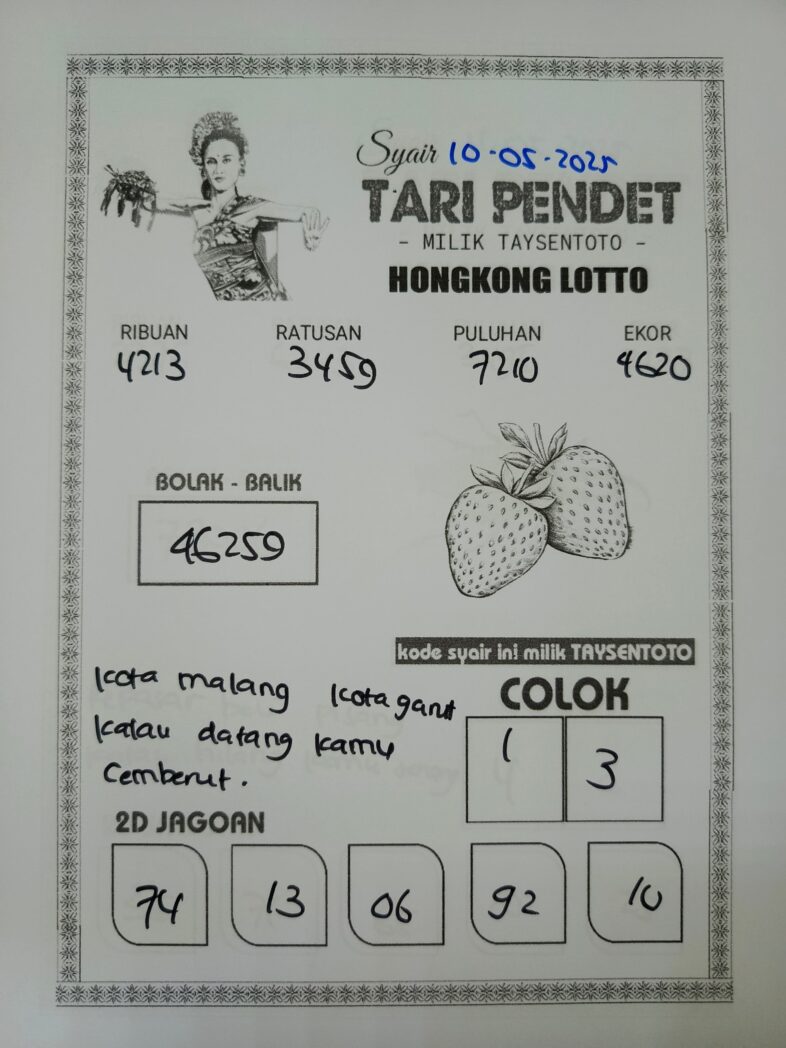 Syair 10-05-2025
TARI PENDET
- MILIK TAYSENTOTO -
HONGKONG LOTTO
RIBUAN RATUSAN PULUHAN EKOR
4213 3459 7210 4620
BOLAK - BALIK
46259
kode syair ini milik TAYSENTOTO
Kota malang kota garut
Kalau datang kamu
Cemberut.
COLOK
1 3
2D JAGOAN
74 13 06 92 10